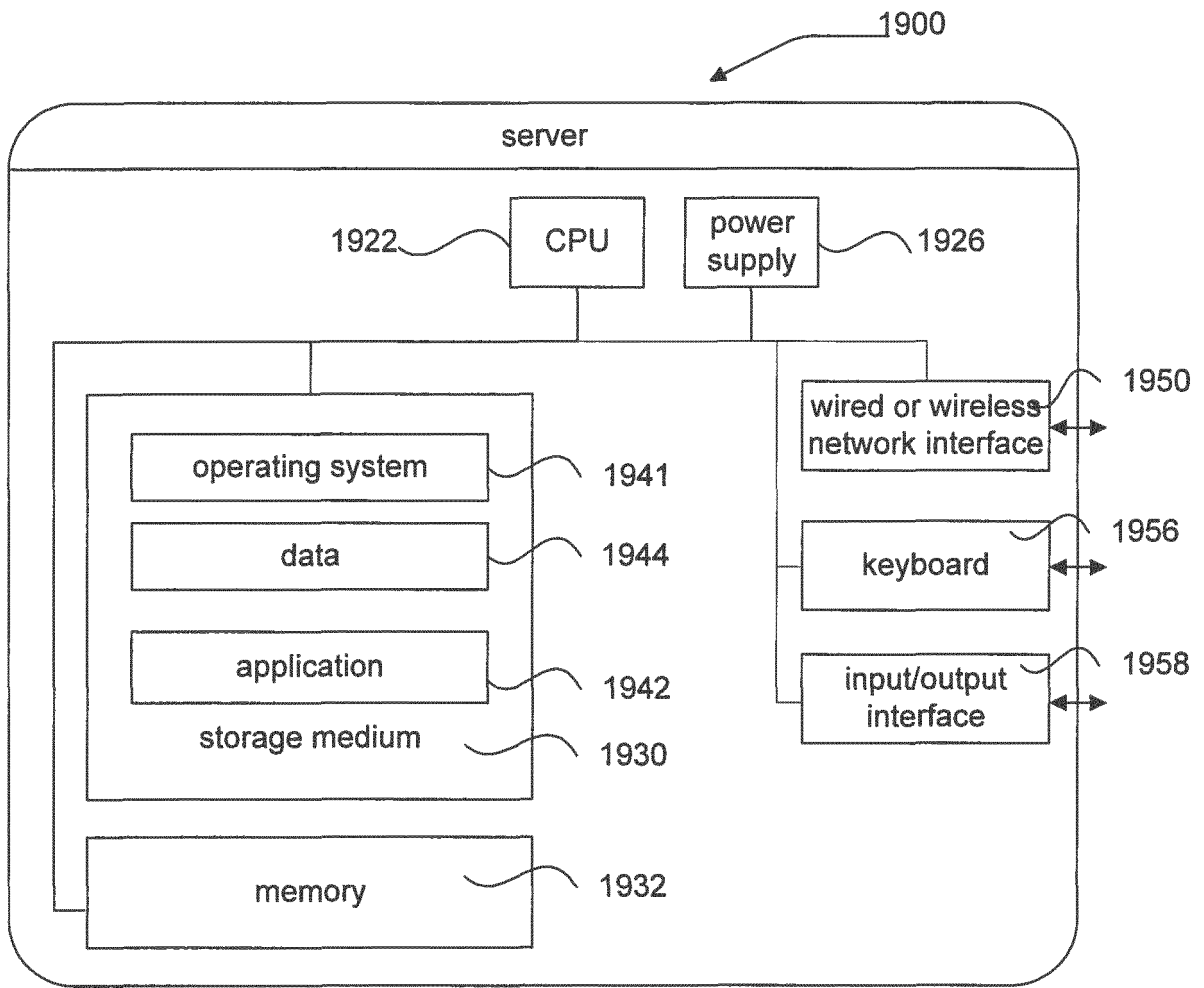 1900
server
1922
CPU
power
supply
1926
wired or wireless
network interface
1950
operating system
1941
data
1944
application
1942
storage medium
1930
keyboard
1956
input/output
interface
1958
memory
1932